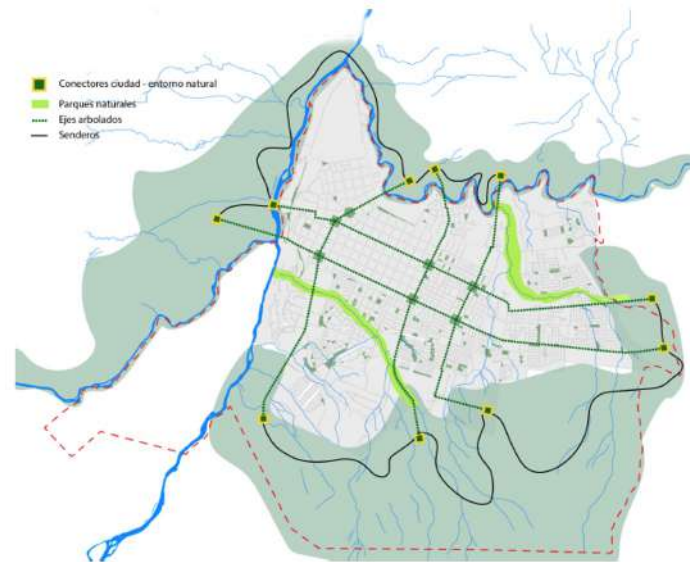 Conectores ciudad - entorno natural
Parques naturales
Ejes arbolados
Senderos